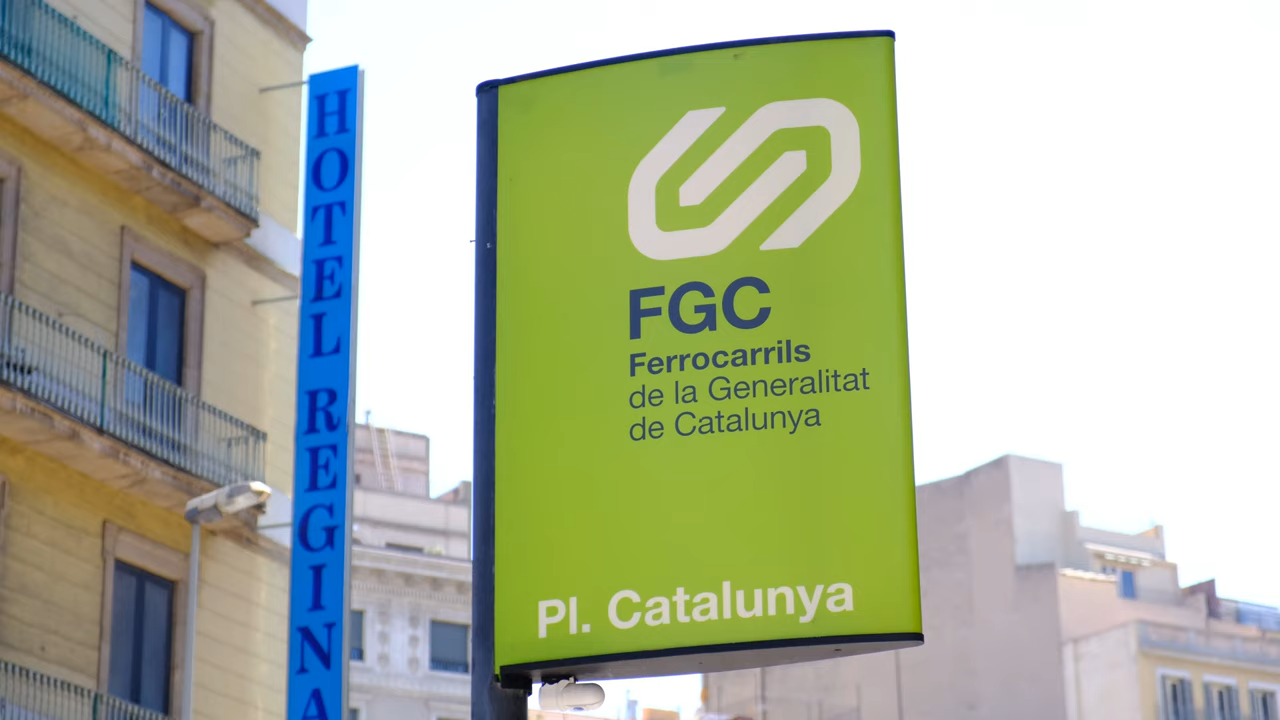 HOTEL REGINA
FGC
Ferrocarrils
de la Generalitat
de Catalunya
Pl. Catalunya